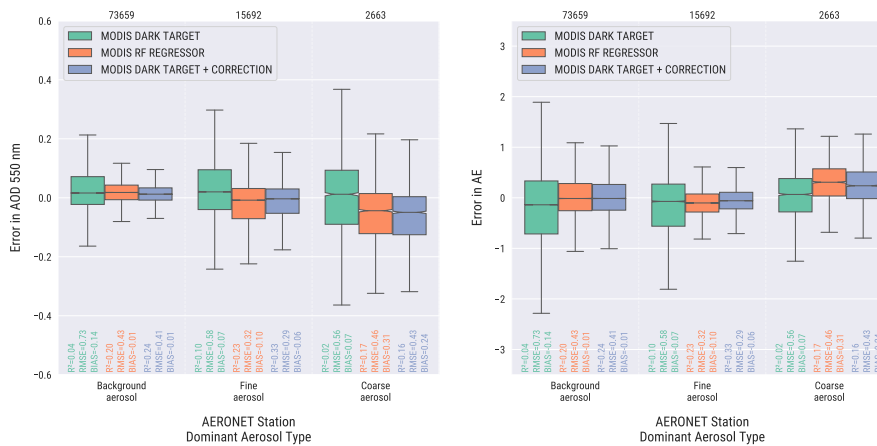 73659 15692 2663
MODIS DARK TARGET
MODIS RF REGRESSOR
MODIS DARK TARGET + CORRECTION
Error in AOD 550 nm
0.6
0.4
0.2
0.0
−0.2
−0.4
−0.6
R²=0.04
RMSE=0.73
BIAS=-0.14
R²=0.20
RMSE=0.43
BIAS=-0.01
R²=0.24
RMSE=0.41
BIAS=-0.01
R²=0.10
RMSE=0.58
BIAS=-0.07
R²=0.23
RMSE=0.32
BIAS=-0.10
R²=0.33
RMSE=0.29
BIAS=-0.06
R²=0.02
RMSE=0.56
BIAS=0.07
R²=0.17
RMSE=0.46
BIAS=0.31
R²=0.16
RMSE=0.43
BIAS=0.24
Background
aerosol
Fine
aerosol
Coarse
aerosol
AERONET Station
Dominant Aerosol Type
73659 15692 2663
MODIS DARK TARGET
MODIS RF REGRESSOR
MODIS DARK TARGET + CORRECTION
Error in AE
3
2
1
0
−1
−2
−3
R²=0.04
RMSE=0.73
BIAS=-0.14
R²=0.20
RMSE=0.43
BIAS=-0.01
R²=0.24
RMSE=0.41
BIAS=-0.01
R²=0.10
RMSE=0.58
BIAS=-0.07
R²=0.23
RMSE=0.32
BIAS=-0.10
R²=0.33
RMSE=0.29
BIAS=-0.06
R²=0.02
RMSE=0.56
BIAS=0.07
R²=0.17
RMSE=0.46
BIAS=0.31
R²=0.16
RMSE=0.43
Background
aerosol
Fine
aerosol
Coarse
aerosol
AERONET Station
Dominant Aerosol Type